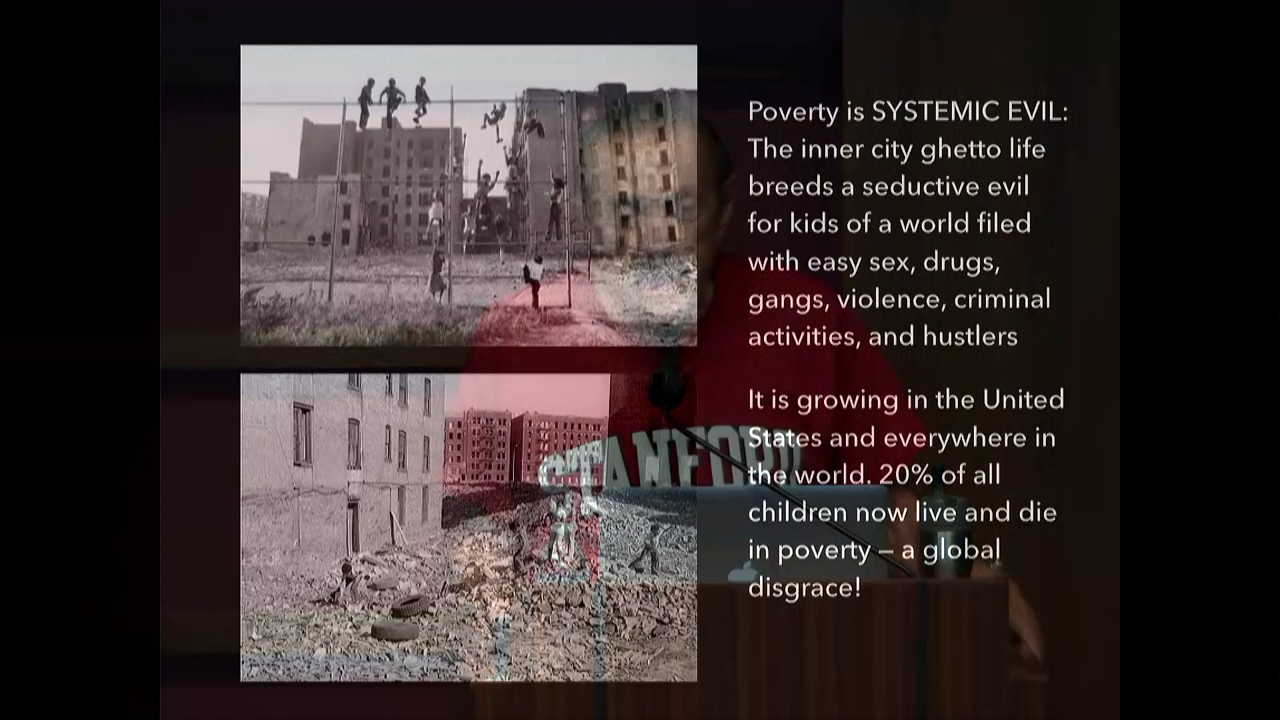 Poverty is SYSTEMIC EVIL:
The inner city ghetto life
breeds a seductive evil
for kids of a world filed
with easy sex, drugs,
gangs, violence, criminal
activities, and hustlers
It is growing in the United
States and everywhere in
the world. 20% of all
children now live and die
in poverty – a global
disgrace!
STANFORD